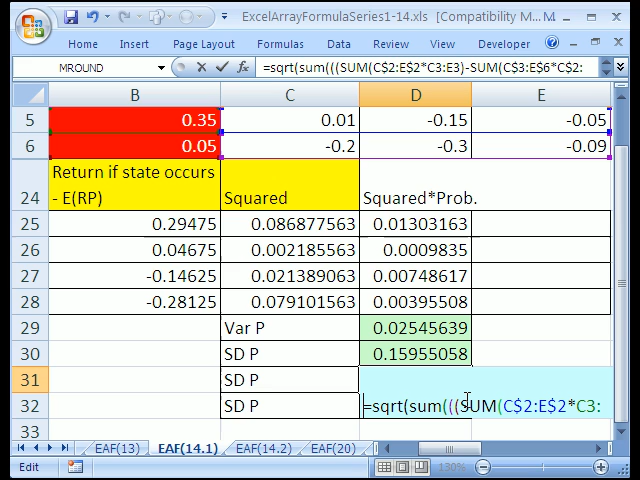 ExcelArrayFormulaSeries1-14.xls [Compatibility M...
Home Insert Page Layout Formulas Data Review View Developer
MROUND =sqrt(sum(((SUM(C$2:E$2*C3:E3)-SUM(C$3:E$6*C$2:
B C D E
5 0.35 0.01 -0.15 -0.05
6 0.05 -0.2 -0.3 -0.09
Return if state occurs
24 - E(RP) Squared Squared*Prob.
25 0.29475 0.086877563 0.01303163
26 0.04675 0.002185563 0.0009835
27 -0.14625 0.021389063 0.00748617
28 -0.28125 0.079101563 0.00395508
29 Var P 0.02545639
30 SD P 0.15955058
31 SD P
32 SD P =sqrt(sum(((SUM(C$2:E$2*C3:
33
EAF(13) EAF(14.1) EAF(14.2) EAF(20)
Edit 130%